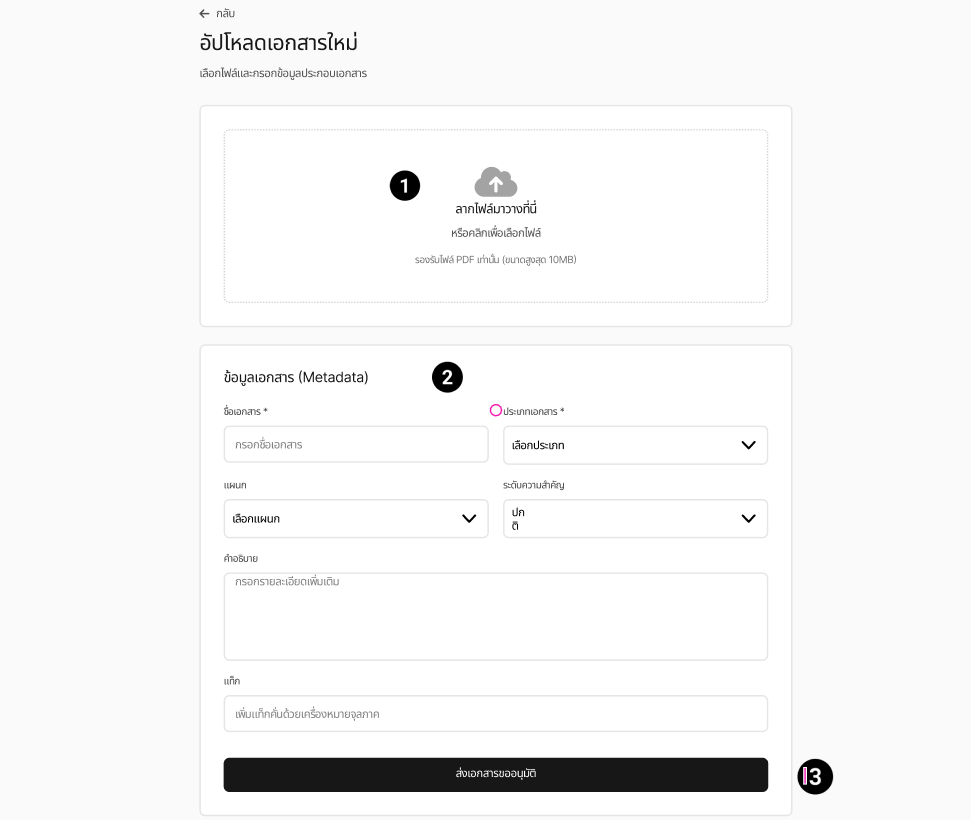 ← กลับ
อัปโหลดเอกสารใหม่
เลือกไฟล์และกรอกข้อมูลประกอบเอกสาร
1
ลากไฟล์มาวางที่นี่
หรือคลิกเพื่อเลือกไฟล์
รองรับไฟล์ PDF เท่านั้น (ขนาดสูงสุด 10MB)
ข้อมูลเอกสาร (Metadata)
2
ชื่อเอกสาร *
ประเภทเอกสาร *
กรอกชื่อเอกสาร
เลือกประเภท
แผนก
ระดับความสำคัญ
เลือกแผนก
ปก
ติ
คำอธิบาย
กรอกรายละเอียดเพิ่มเติม
แท็ก
เพิ่มแท็กคั่นด้วยเครื่องหมายจุลภาค
ส่งเอกสารขออนุมัติ
3